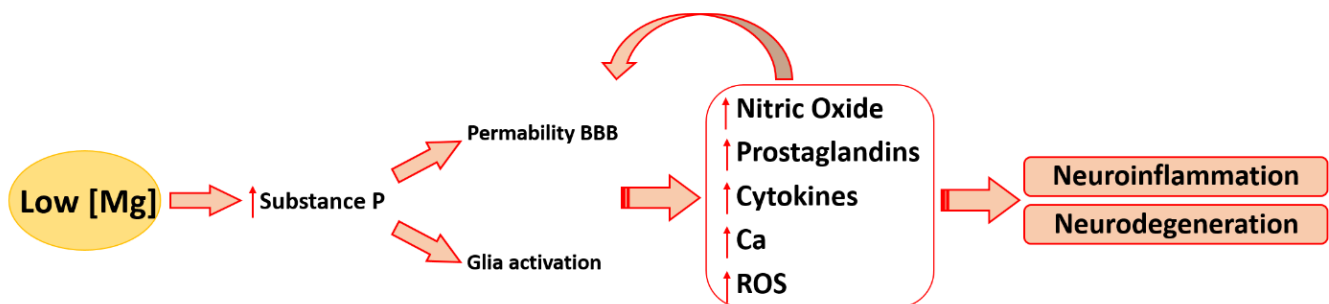 Low [Mg]
Substance P
Permability BBB
Glia activation
Nitric Oxide
Prostaglandins
Cytokines
Ca
ROS
Neuroinflammation
Neurodegeneration